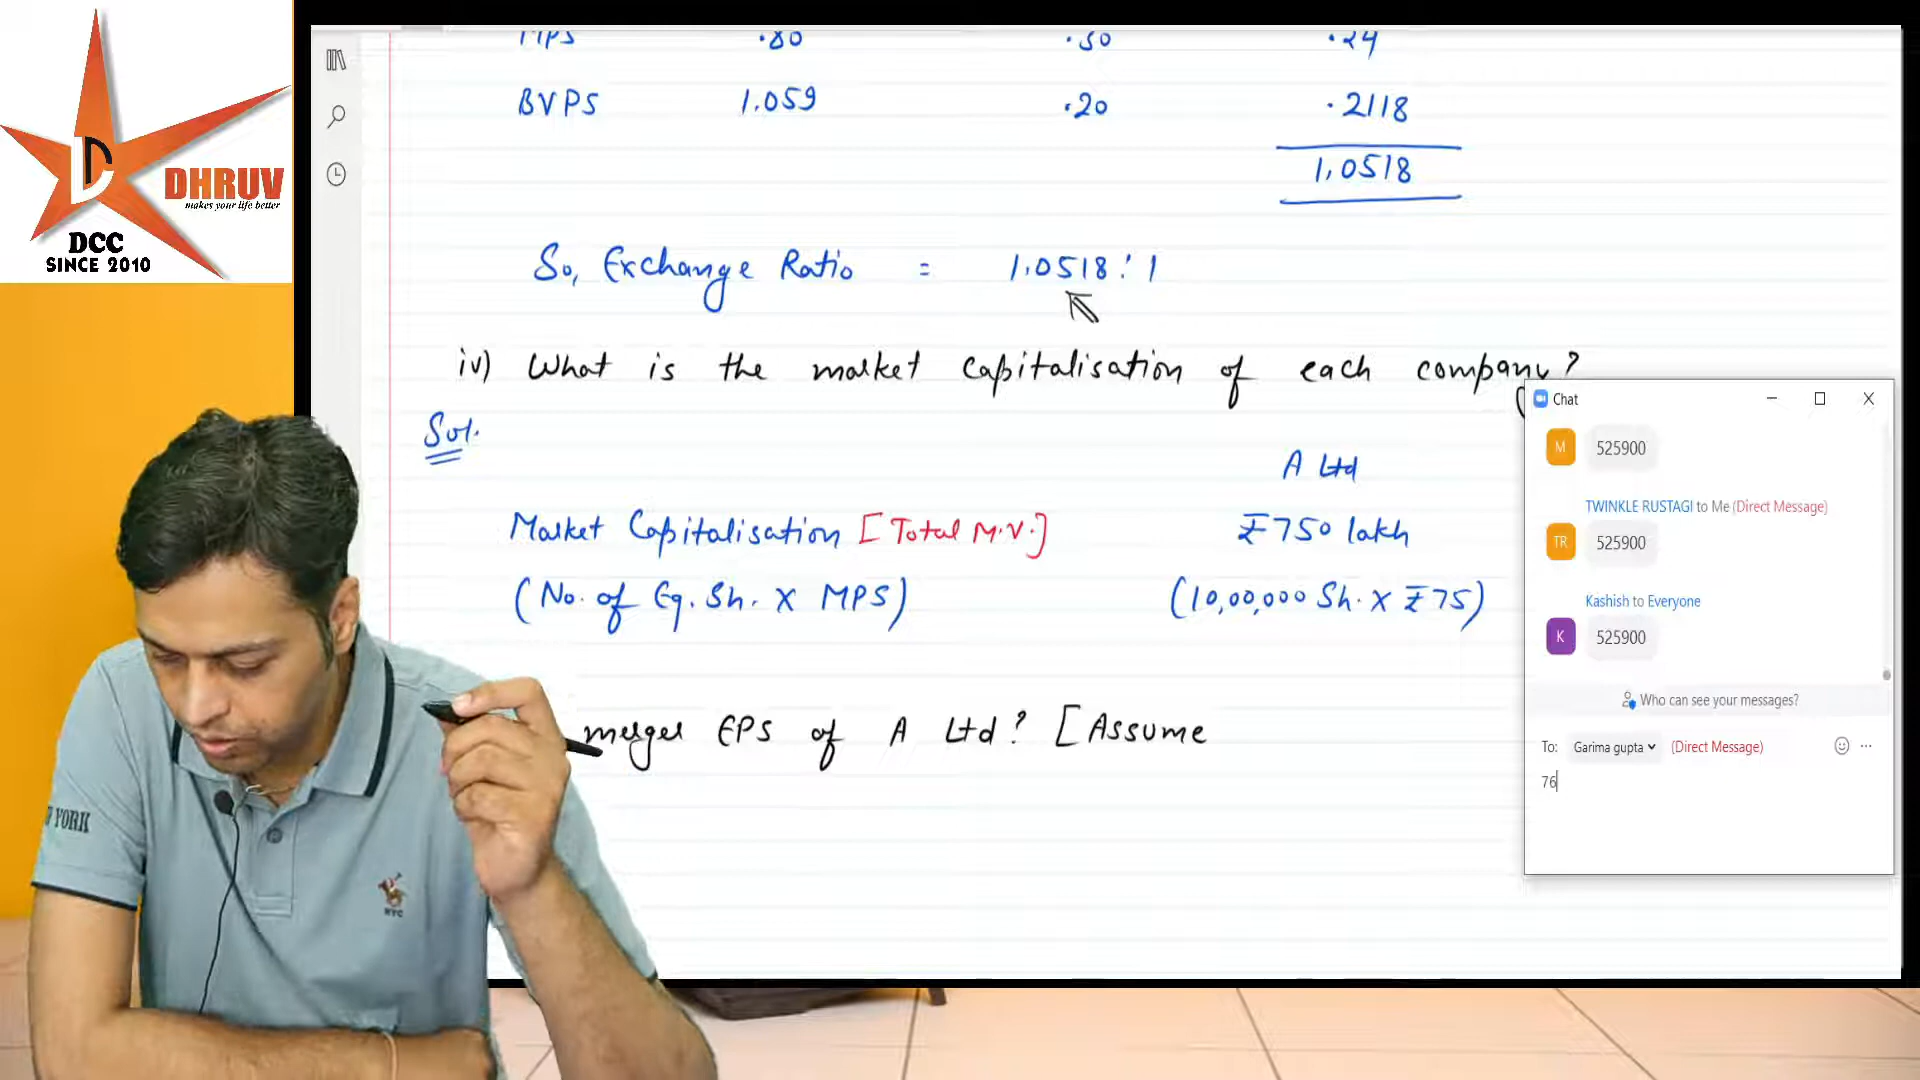 MPS .80 .30 .24
BVPS 1.059 .20 .2118
1.0518
So, Exchange Ratio = 1.0518 : 1
iv) What is the market capitalisation of each company?
Sol.
A Ltd
Market Capitalisation [Total M.V.] ₹750 lakh
(No. of Eq. Sh. X MPS) (10,00,000 Sh. X ₹75)
merger EPS of A Ltd? [Assume
D
DHRUV
makes your life better
DCC
SINCE 2010
YORK
NYC
Chat
M 525900
TWINKLE RUSTAGI to Me (Direct Message)
TR 525900
Kashish to Everyone
K 525900
Who can see your messages?
To: Garima gupta (Direct Message)
76